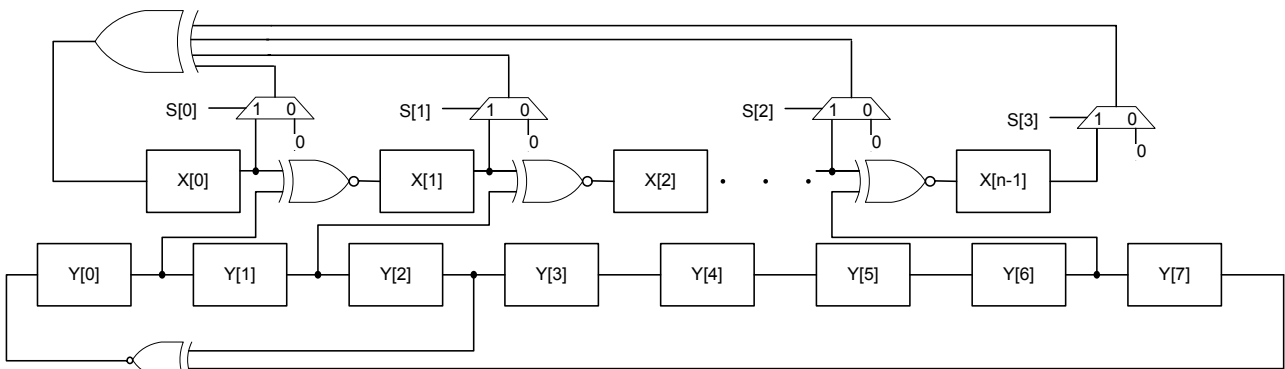 S[0] 1 0 0
S[1] 1 0 0
S[2] 1 0 0
S[3] 1 0 0
X[0] X[1] X[2] . . . X[n-1]
Y[0] Y[1] Y[2] Y[3] Y[4] Y[5] Y[6] Y[7]